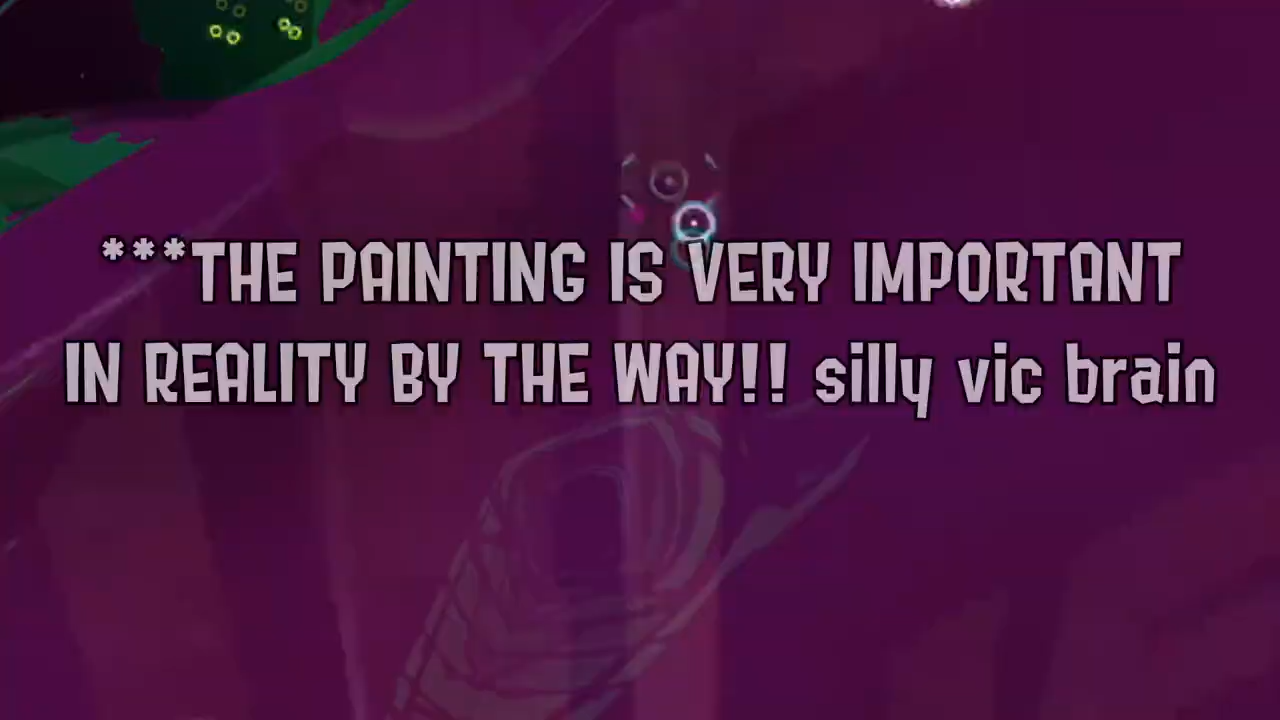 ***THE PAINTING IS VERY IMPORTANT
IN REALITY BY THE WAY!! silly vic brain